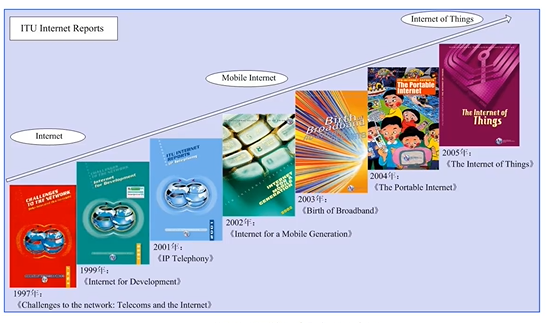 ITU Internet Reports
Internet of Things
Mobile Internet
Internet
CHALLENGES
TO THE NETWORK
Internet
for Development
ITU INTERNET
REPORTS
IP Telephony
INTERNET
FOR A
MOBILE
GENERATION
Birth of
Broadband
The Portable
Internet
The Internet of
Things
2005年:
《The Internet of Things》
2004年:
《The Portable Internet》
2003年:
《Birth of Broadband》
2002年:
《Internet for a Mobile Generation》
2001年:
《IP Telephony》
1999年:
《Internet for Development》
1997年:
《Challenges to the network: Telecoms and the Internet》